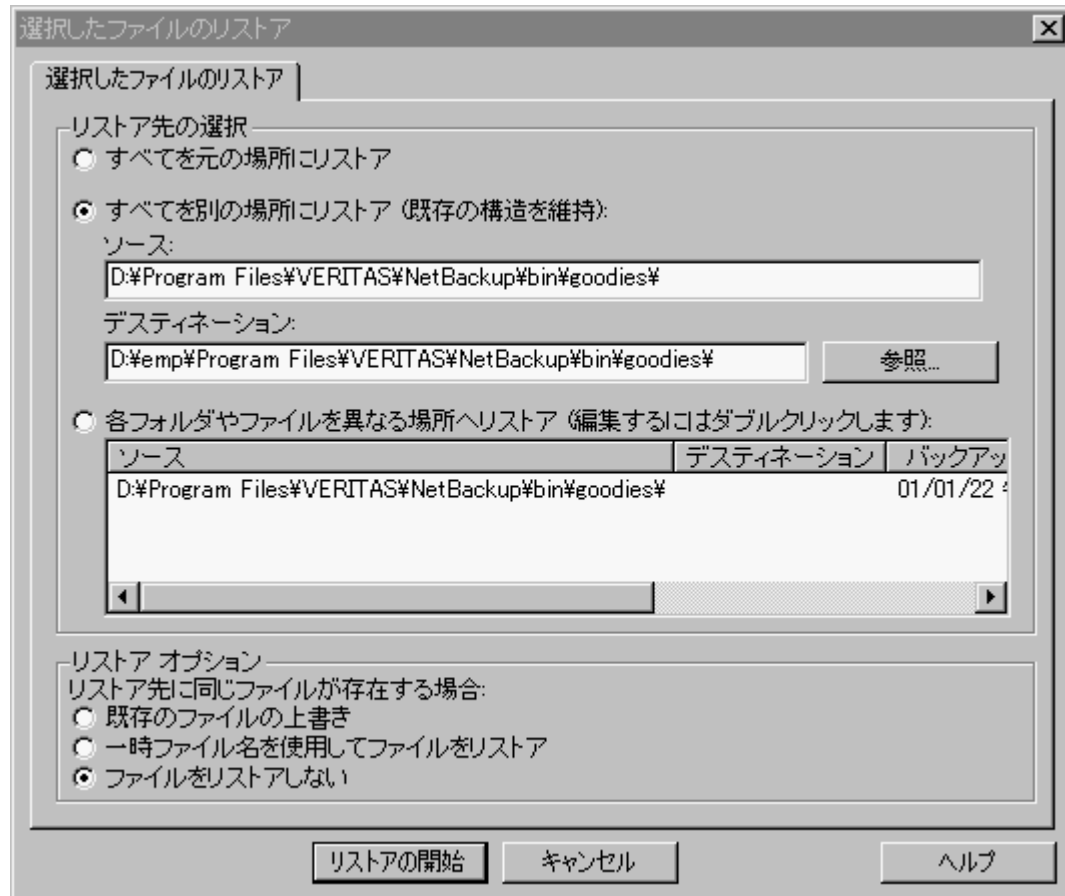 選択したファイルのリストア
選択したファイルのリストア
リストア先の選択
すべてを元の場所にリストア
すべてを別の場所にリストア (既存の構造を維持):
ソース:
D:¥Program Files¥VERITAS¥NetBackup¥bin¥goodies¥
デスティネーション:
D:¥emp¥Program Files¥VERITAS¥NetBackup¥bin¥goodies¥
参照...
各フォルダやファイルを異なる場所へリストア (編集するにはダブルクリックします):
ソース デスティネーション バックアッ
D:¥Program Files¥VERITAS¥NetBackup¥bin¥goodies¥ 01/01/22
リストア オプション
リストア先に同じファイルが存在する場合:
既存のファイルの上書き
一時ファイル名を使用してファイルをリストア
ファイルをリストアしない
リストアの開始 キャンセル ヘルプ